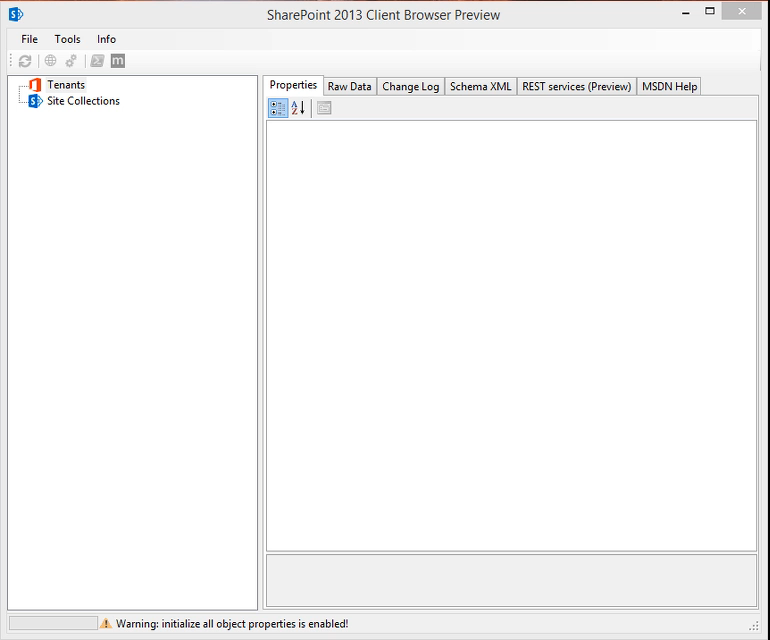 SharePoint 2013 Client Browser Preview
File Tools Info
Tenants
Site Collections
Properties Raw Data Change Log Schema XML REST services (Preview) MSDN Help
Warning: initialize all object properties is enabled!